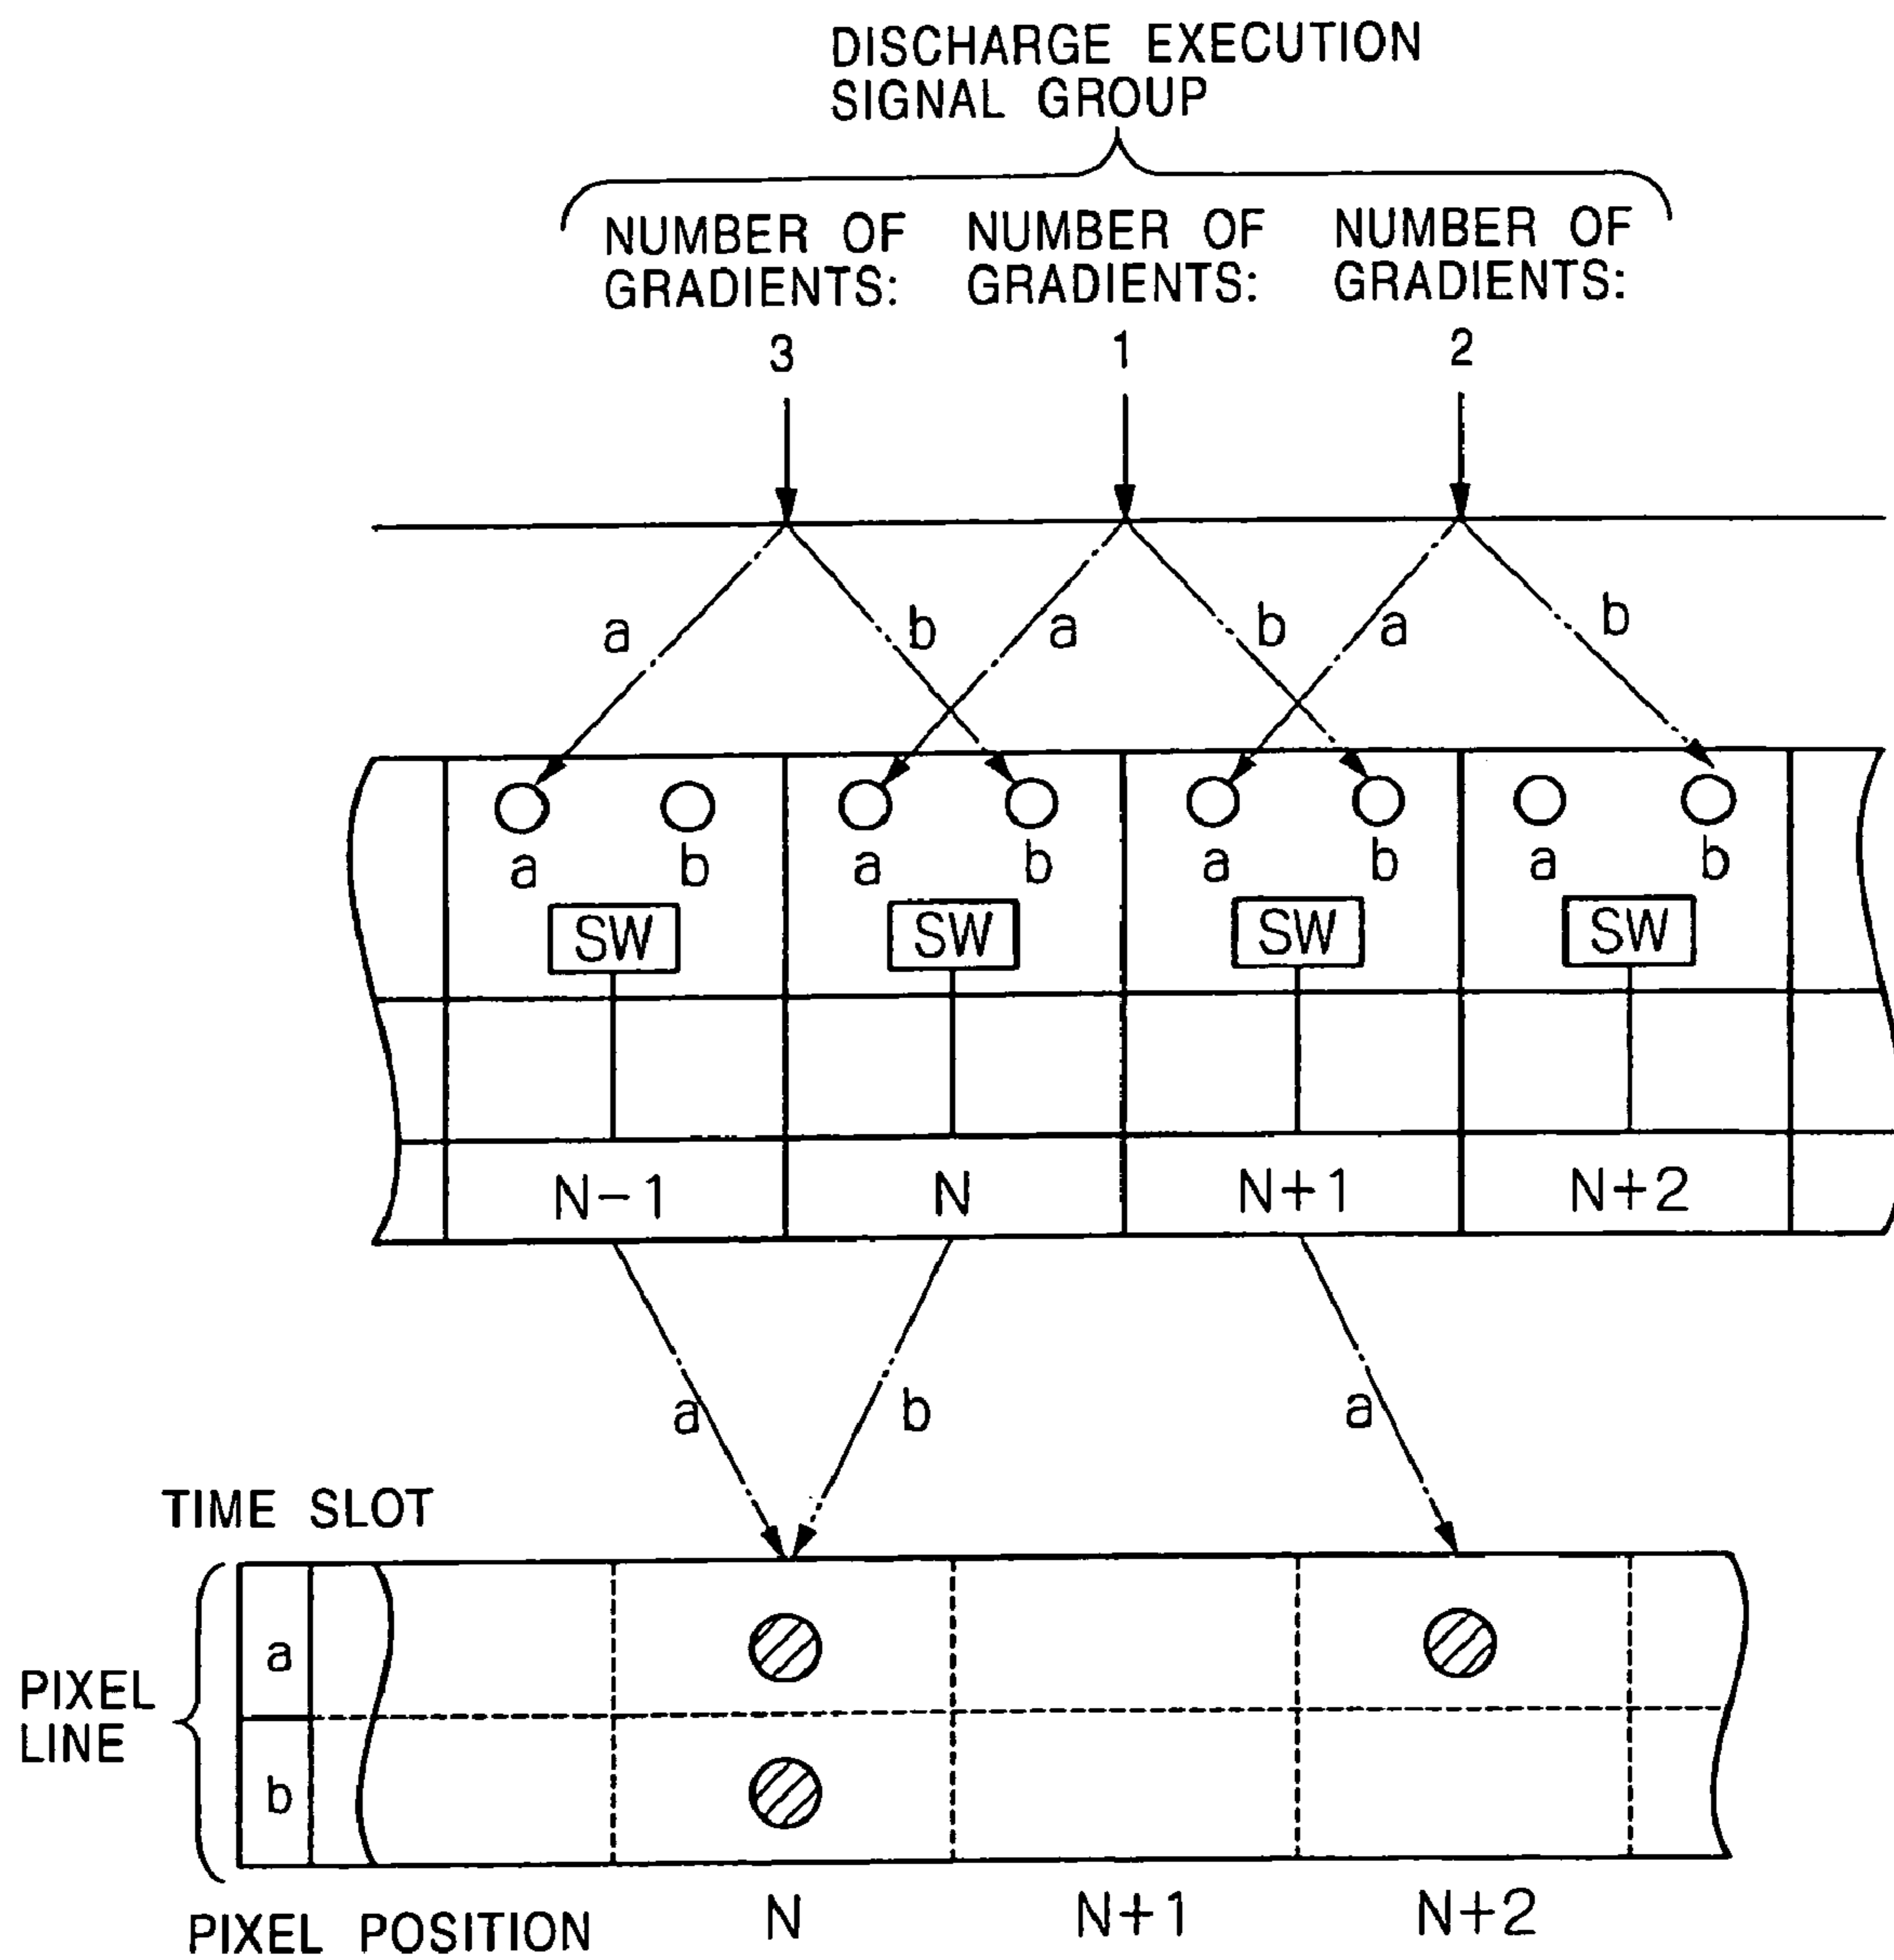 DISCHARGE EXECUTION
SIGNAL GROUP
NUMBER OF NUMBER OF NUMBER OF
GRADIENTS: GRADIENTS: GRADIENTS:
3 1 2
a b a b a b
a b a b a b a b
SW SW SW SW
N-1 N N+1 N+2
a b a
TIME SLOT
a
PIXEL
LINE
b
N N+1 N+2
PIXEL POSITION